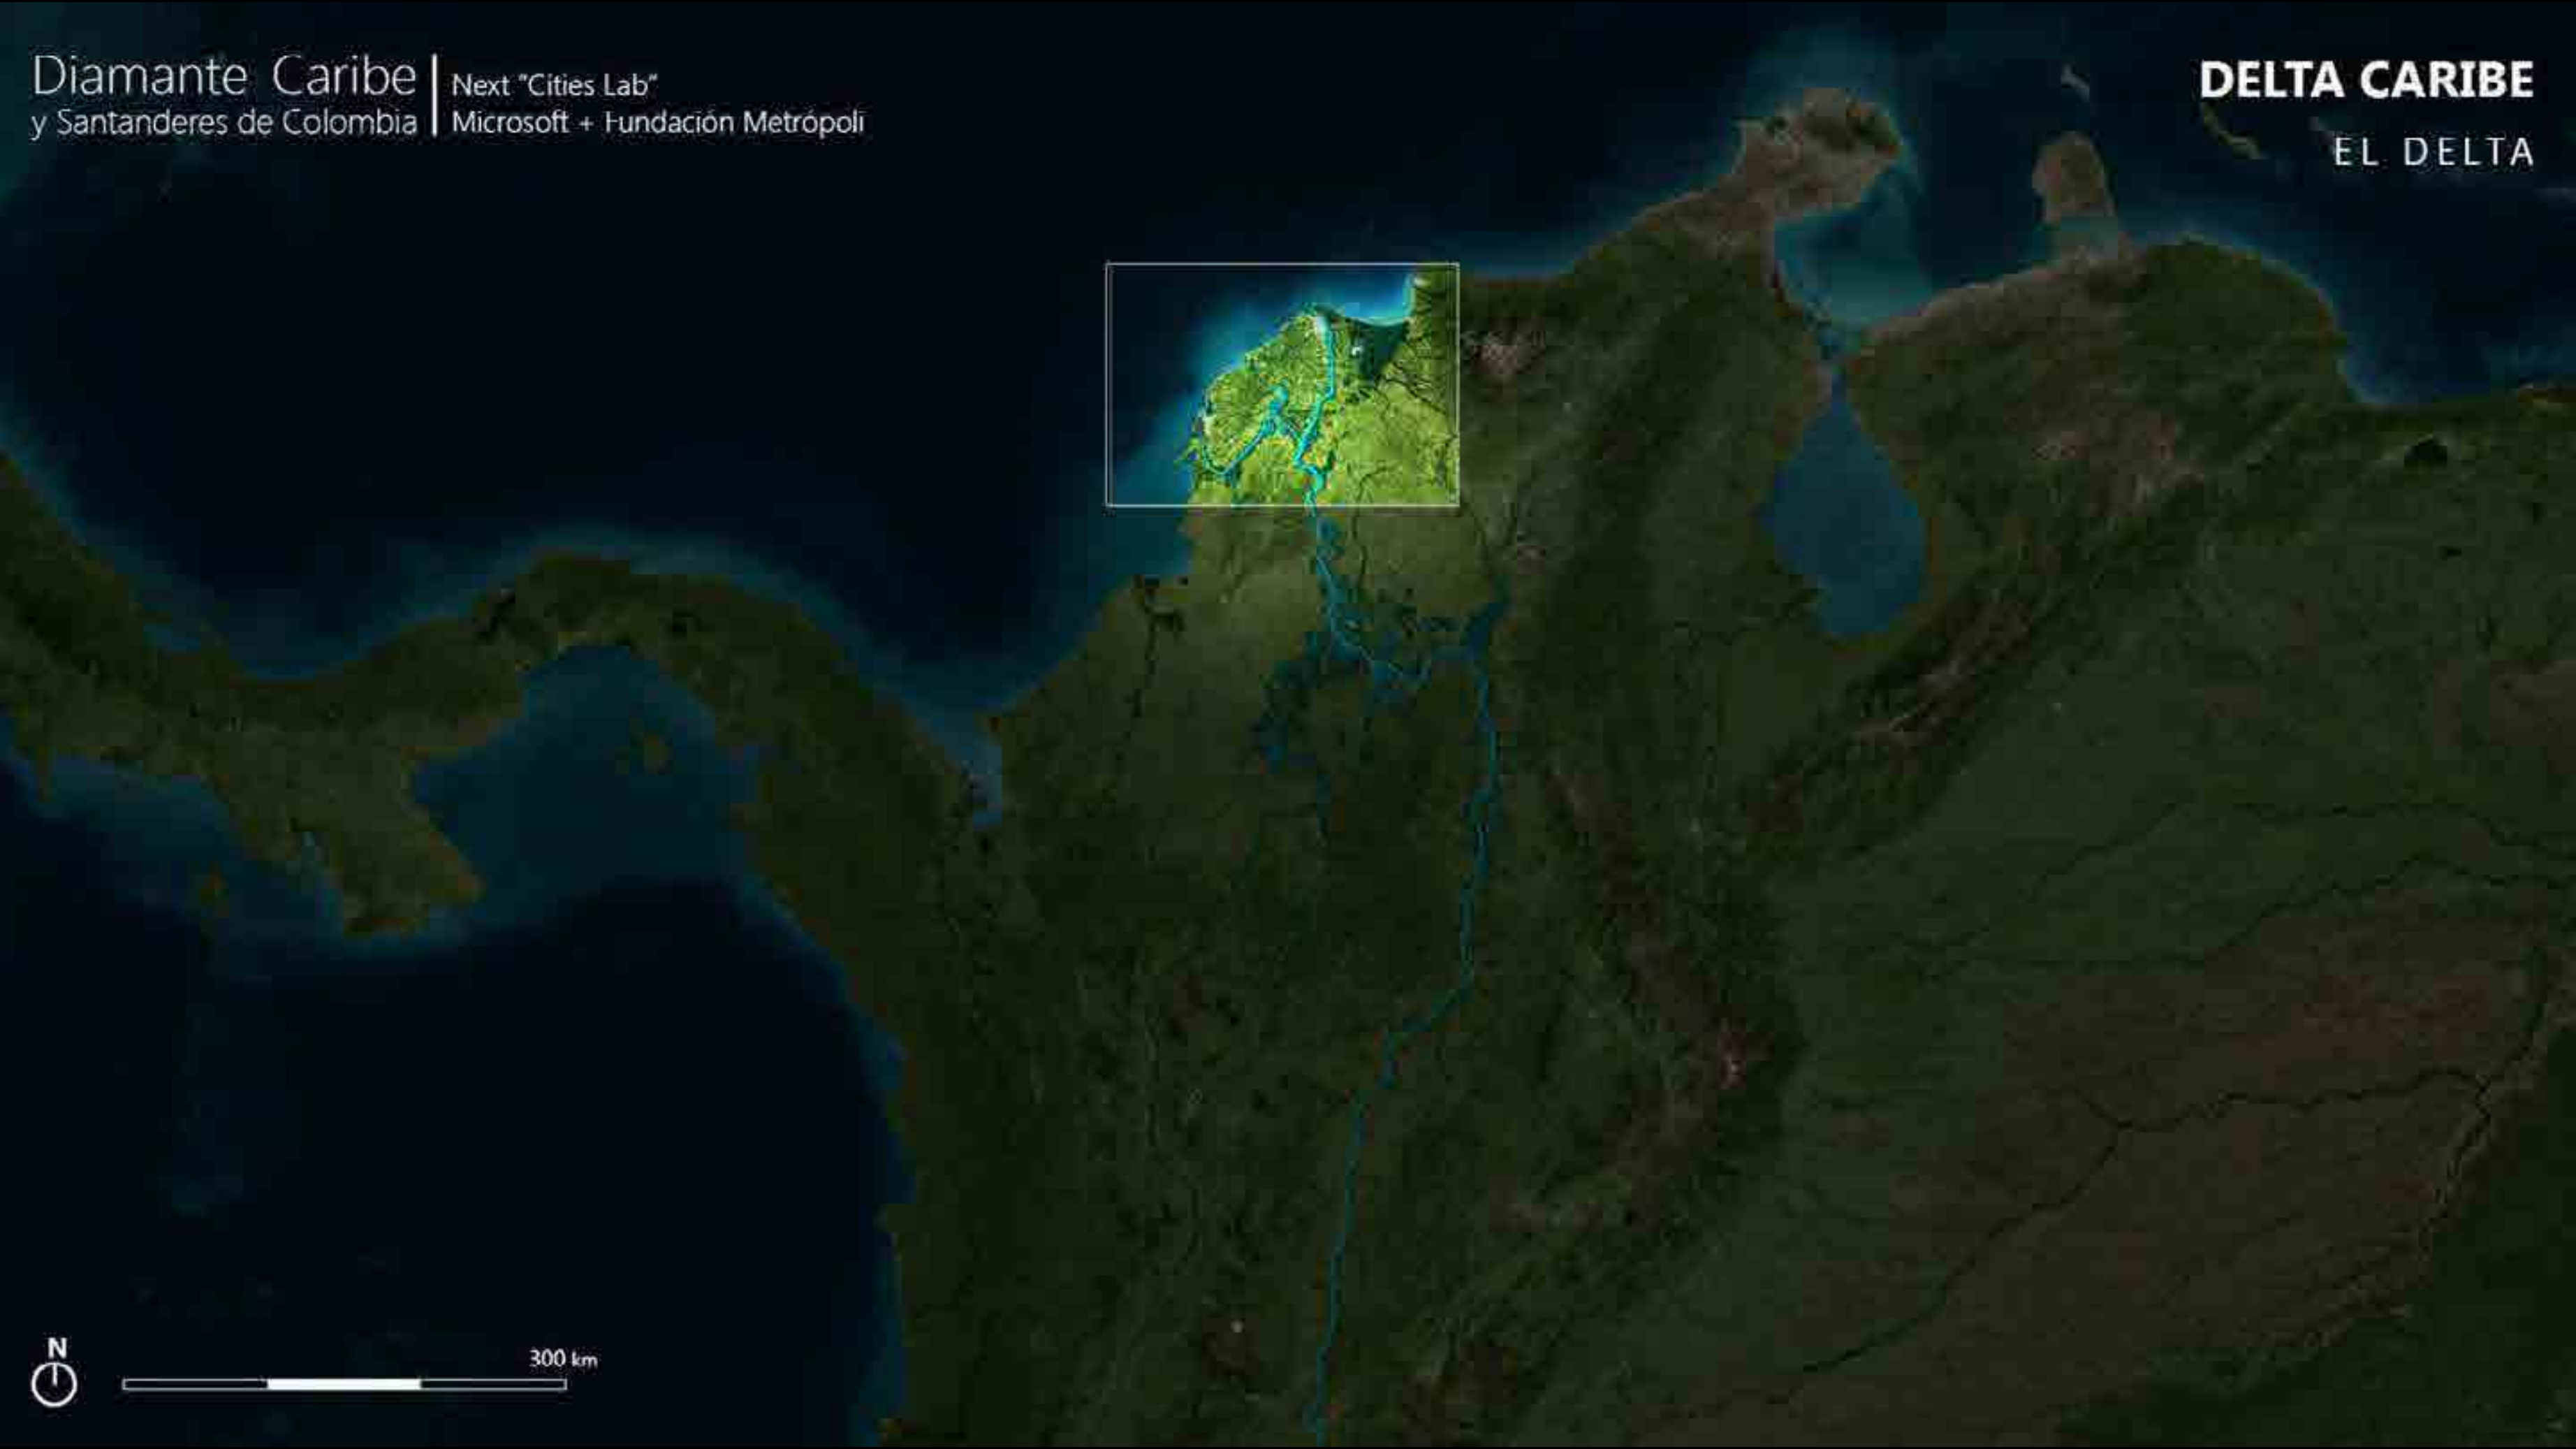 Diamante Caribe
y Santanderes de Colombia
Next "Cities Lab"
Microsoft + Fundación Metrópoli
DELTA CARIBE
EL DELTA
N
300 km